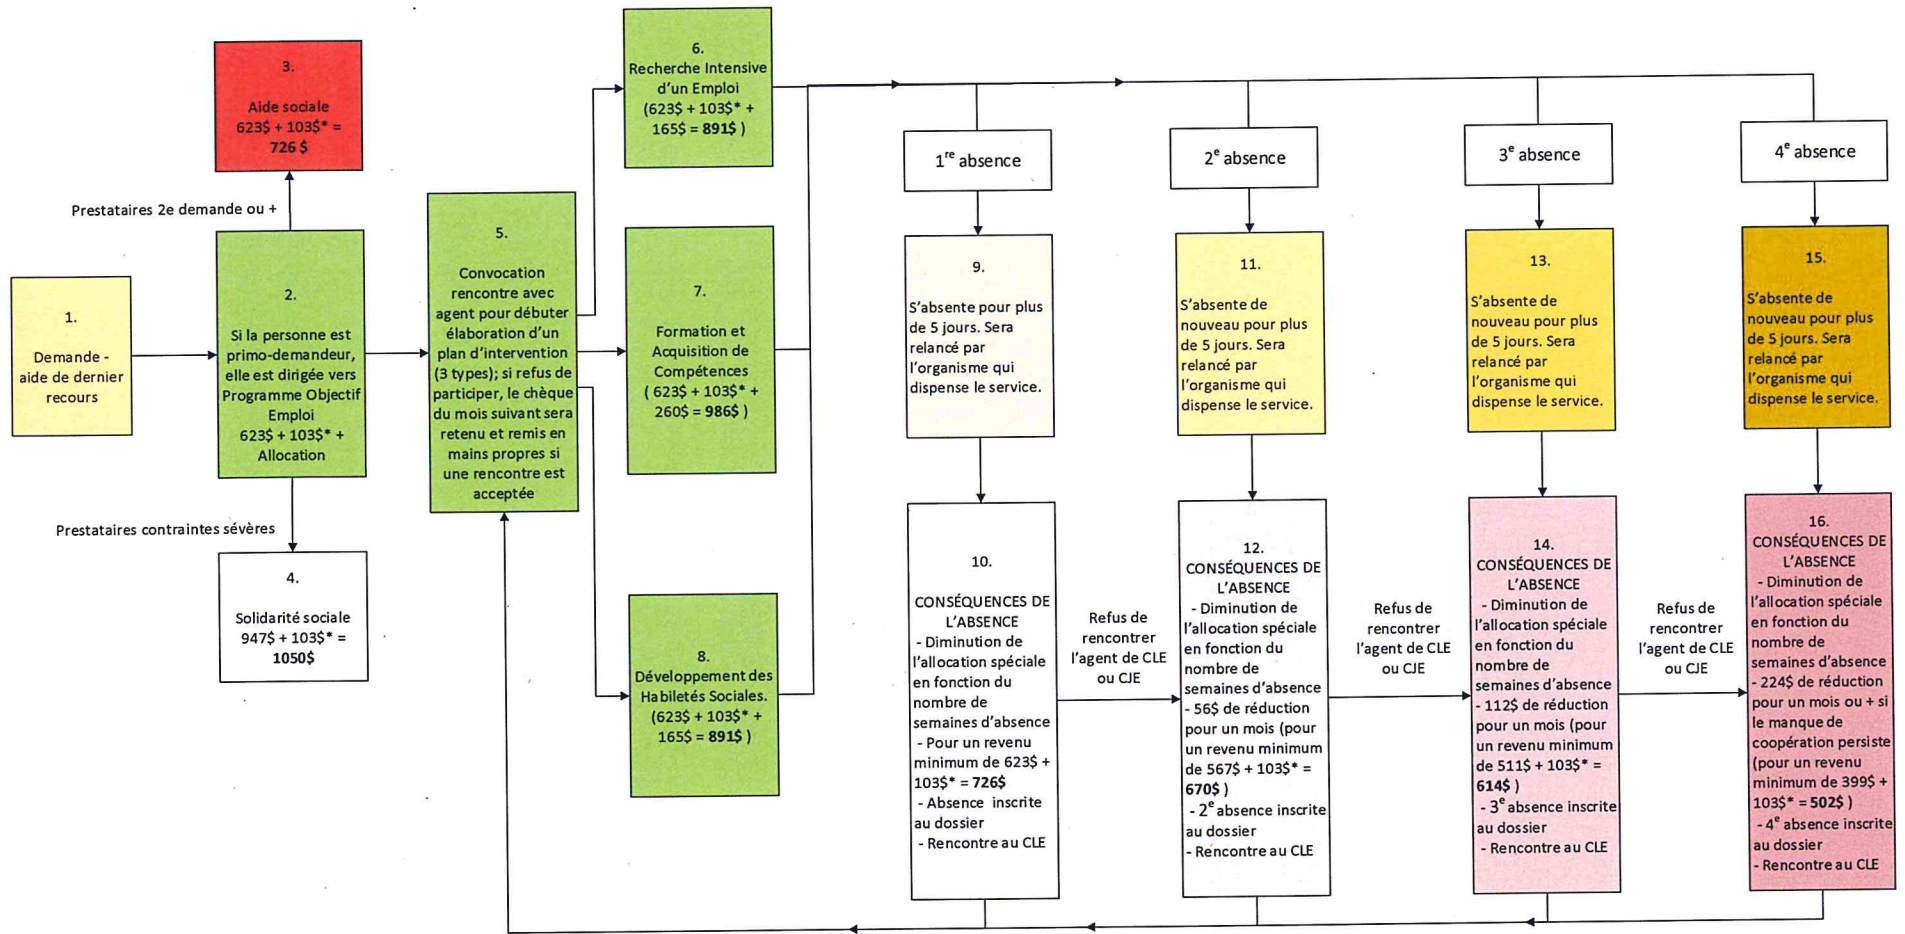 1.
Demande -
aide de dernier
recours
2.
Si la personne est
primo-demandeur,
elle est dirigée vers
Programme Objectif
Emploi
623$ + 103$* +
Allocation
3.
Aide sociale
623$ + 103$* =
726 $
Prestataires 2e demande ou +
Prestataires contraintes sévères
4.
Solidarité sociale
947$ + 103$* =
1050$
5.
Convocation
rencontre avec
agent pour débuter
élaboration d'un
plan d'intervention
(3 types); si refus de
participer, le chèque
du mois suivant sera
retenu et remis en
mains propres si
une rencontre est
acceptée
6.
Recherche Intensive
d'un Emploi
(623$ + 103$* +
165$ = 891$ )
7.
Formation et
Acquisition de
Compétences
( 623$ + 103$* +
260$ = 986$ )
8.
Développement des
Habiletés Sociales.
(623$ + 103$* +
165$ = 891$ )
1re absence
9.
S'absente pour plus
de 5 jours. Sera
relancé par
l'organisme qui
dispense le service.
10.
CONSÉQUENCES DE
L'ABSENCE
- Diminution de
l'allocation spéciale
en fonction du
nombre de
semaines d'absence
- Pour un revenu
minimum de 623$ +
103$* = 726$
- Absence inscrite
au dossier
- Rencontre au CLE
Refus de
rencontrer
l'agent de CLE
ou CJE
2e absence
11.
S'absente de
nouveau pour plus
de 5 jours. Sera
relancé par
l'organisme qui
dispense le service.
12.
CONSÉQUENCES DE
L'ABSENCE
- Diminution de
l'allocation spéciale
en fonction du
nombre de
semaines d'absence
- 56$ de réduction
pour un mois (pour
un revenu minimum
de 567$ + 103$* =
670$ )
- 2e absence inscrite
au dossier
- Rencontre au CLE
Refus de
rencontrer
l'agent de CLE
ou CJE
3e absence
13.
S'absente de
nouveau pour plus
de 5 jours. Sera
relancé par
l'organisme qui
dispense le service.
14.
CONSÉQUENCES DE
L'ABSENCE
- Diminution de
l'allocation spéciale
en fonction du
nombre de
semaines d'absence
- 112$ de réduction
pour un mois (pour
un revenu minimum
de 511$ + 103$* =
614$ )
- 3e absence inscrite
au dossier
- Rencontre au CLE
Refus de
rencontrer
l'agent de CLE
ou CJE
4e absence
15.
S'absente de
nouveau pour plus
de 5 jours. Sera
relancé par
l'organisme qui
dispense le service.
16.
CONSÉQUENCES DE
L'ABSENCE
- Diminution de
l'allocation spéciale
en fonction du
nombre de
semaines d'absence
- 224$ de réduction
pour un mois ou + si
le manque de
coopération persiste
(pour un revenu
minimum de 399$ +
103$* = 502$ )
- 4e absence inscrite
au dossier
- Rencontre au CLE